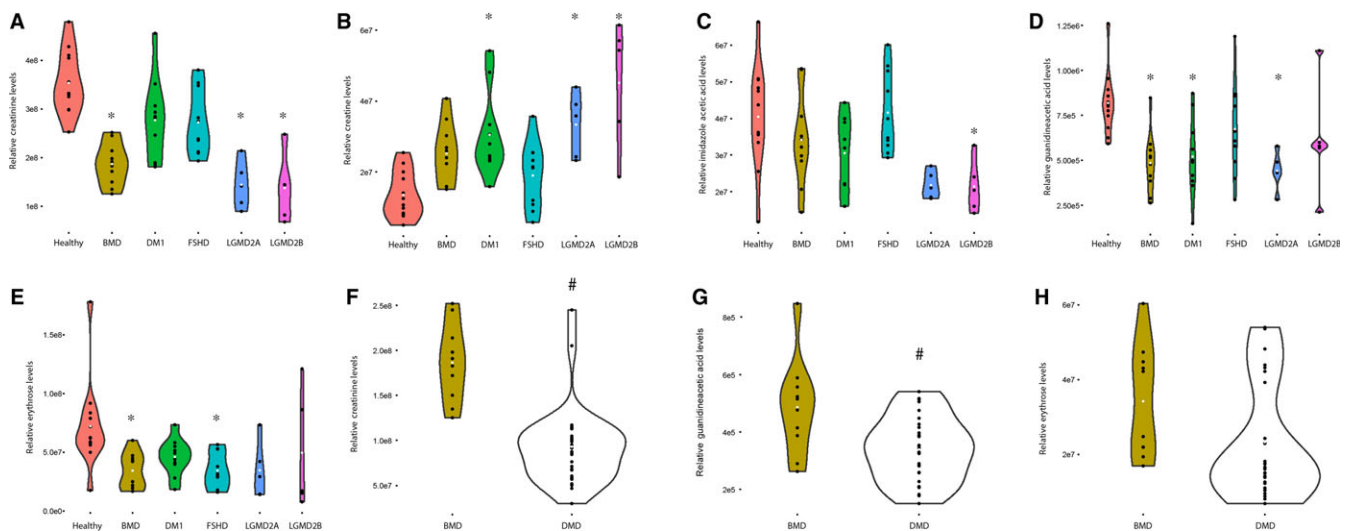 A
Relative creatinine levels
4e8
3e8
2e8
1e8
*
*
*
Healthy
BMD
DM1
FSHD
LGMD2A
LGMD2B
B
Relative creatine levels
6e7
4e7
2e7
*
*
*
Healthy
BMD
DM1
FSHD
LGMD2A
LGMD2B
C
Relative imidazole acetic acid levels
6e7
5e7
4e7
3e7
2e7
*
Healthy
BMD
DM1
FSHD
LGMD2A
LGMD2B
D
Relative guanidineacetic acid levels
1.25e6
1.00e6
7.50e5
5.00e5
2.50e5
*
*
*
Healthy
BMD
DM1
FSHD
LGMD2A
LGMD2B
E
Relative erythrose levels
1.5e8
1.0e8
5.0e7
0.0e0
*
*
Healthy
BMD
DM1
FSHD
LGMD2A
LGMD2B
F
Relative creatinine levels
2.5e8
2.0e8
1.5e8
1.0e8
5.0e7
#
BMD
DMD
G
Relative guanidineacetic acid levels
8e5
6e5
4e5
2e5
#
BMD
DMD
H
Relative erythrose levels
6e7
4e7
2e7
BMD
DMD